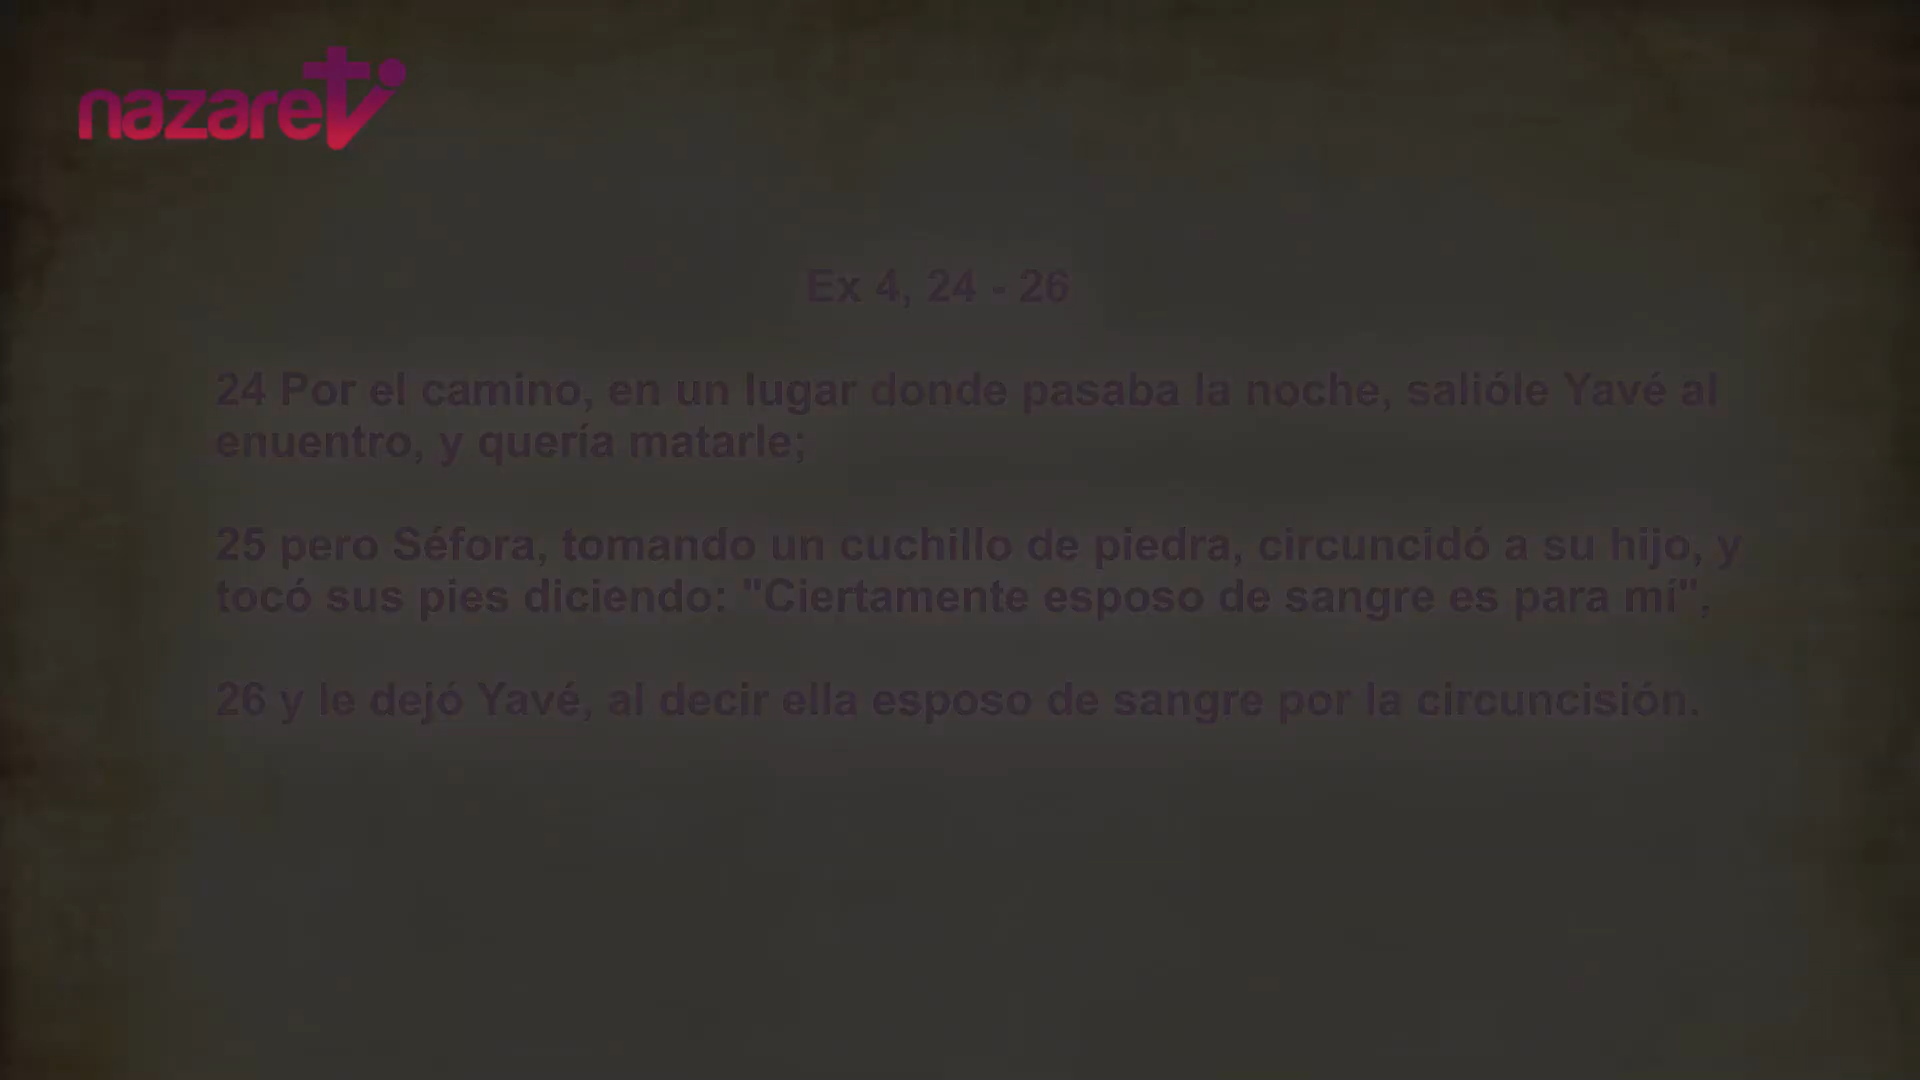 nazaretv
Ex 4, 24 - 26
24 Por el camino, en un lugar donde pasaba la noche, salióle Yavé al
enuentro, y quería matarle;
25 pero Séfora, tomando un cuchillo de piedra, circuncidó a su hijo, y
tocó sus pies diciendo: "Ciertamente esposo de sangre es para mí".
26 y le dejó Yavé, al decir ella esposo de sangre por la circuncisión.